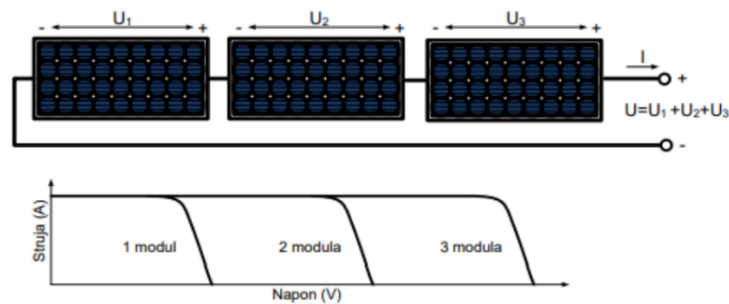 - U₁ + - U₂ + - U₃ +
I
+
U=U₁+U₂+U₃
-
Struja (A)
1 modul 2 modula 3 modula
Napon (V)